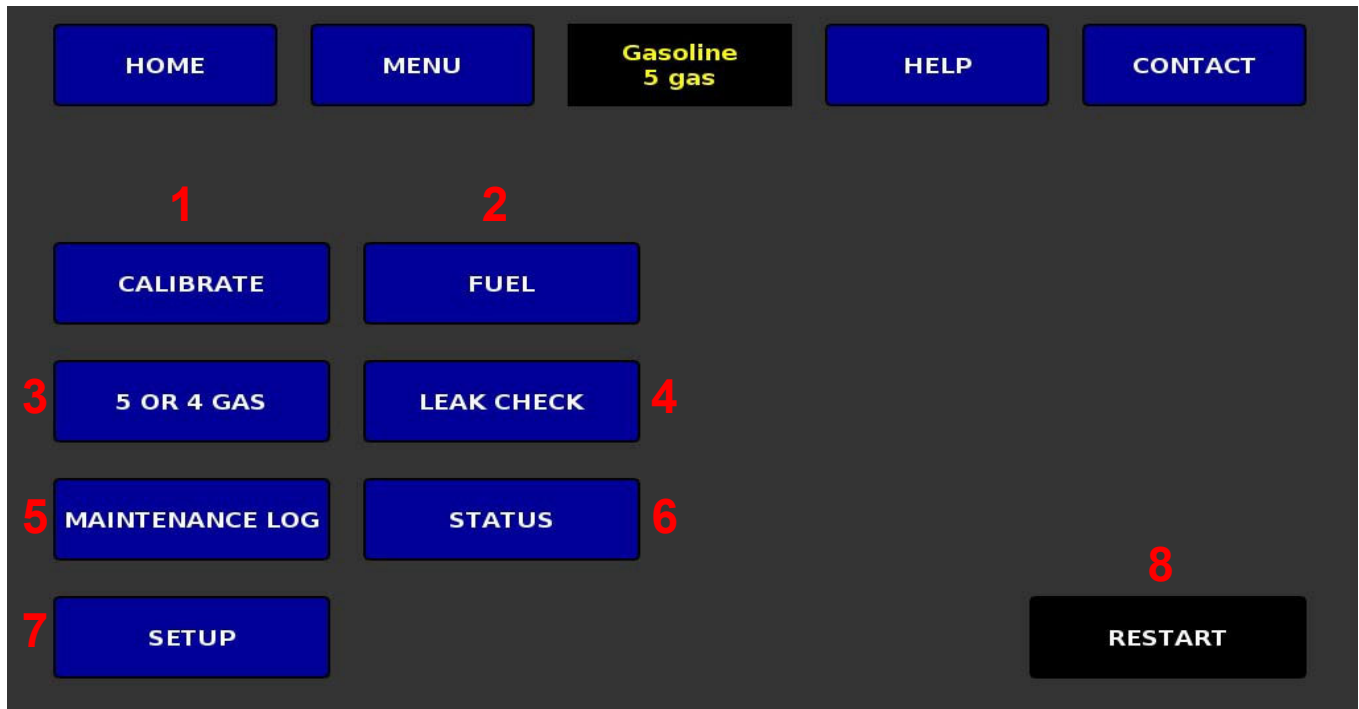 HOME
MENU
Gasoline
5 gas
HELP
CONTACT
1
2
CALIBRATE
FUEL
3
5 OR 4 GAS
LEAK CHECK
4
5
MAINTENANCE LOG
STATUS
6
8
7
SETUP
RESTART